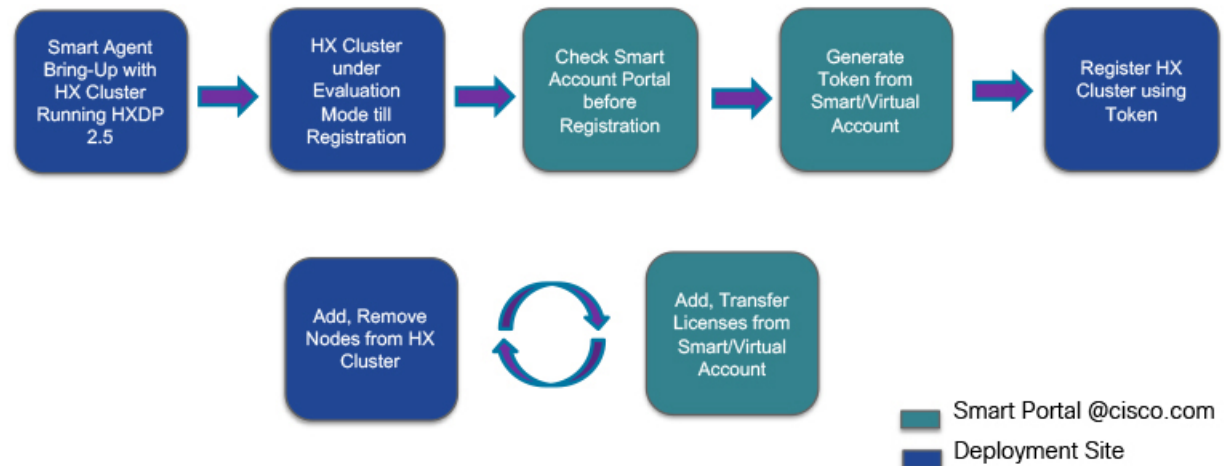 Smart Agent
Bring-Up with
HX Cluster
Running HXDP
2.5
HX Cluster
under
Evaluation
Mode till
Registration
Check Smart
Account Portal
before
Registration
Generate
Token from
Smart/Virtual
Account
Register HX
Cluster using
Token
Add, Remove
Nodes from HX
Cluster
Add, Transfer
Licenses from
Smart/Virtual
Account
Smart Portal @cisco.com
Deployment Site